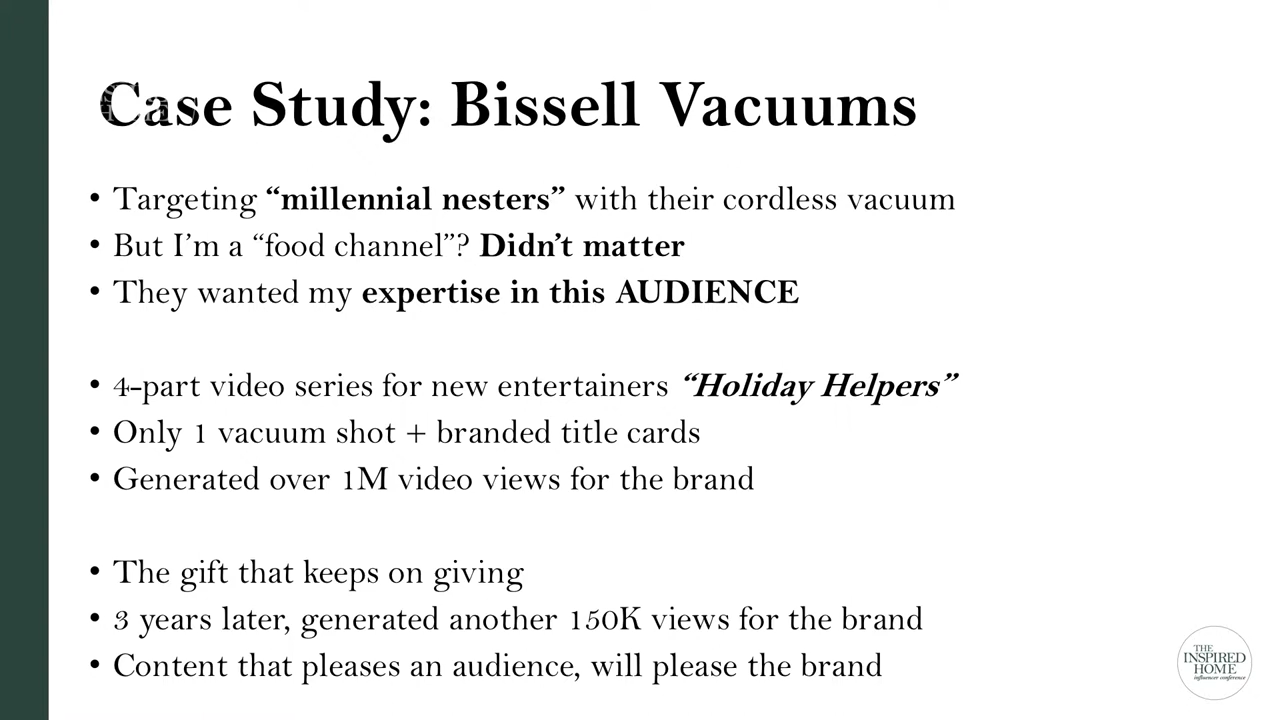 Case Study: Bissell Vacuums
• Targeting “millennial nesters” with their cordless vacuum
• But I’m a “food channel”? Didn’t matter
• They wanted my expertise in this AUDIENCE
• 4-part video series for new entertainers “Holiday Helpers”
• Only 1 vacuum shot + branded title cards
• Generated over 1M video views for the brand
• The gift that keeps on giving
• 3 years later, generated another 150K views for the brand
• Content that pleases an audience, will please the brand
THE
INSPIRED
HOME
influencer conference